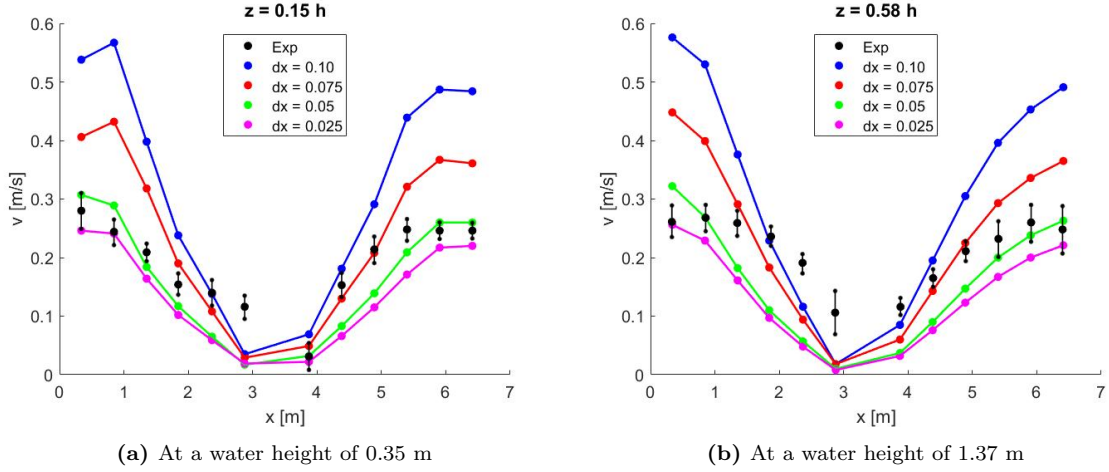 z = 0.15 h
0.6
0.5
0.4
0.3
0.2
0.1
0
v [m/s]
Exp
dx = 0.10
dx = 0.075
dx = 0.05
dx = 0.025
0 1 2 3 4 5 6 7
x [m]
(a) At a water height of 0.35 m
z = 0.58 h
0.6
0.5
0.4
0.3
0.2
0.1
0
v [m/s]
Exp
dx = 0.10
dx = 0.075
dx = 0.05
dx = 0.025
0 1 2 3 4 5 6 7
x [m]
(b) At a water height of 1.37 m